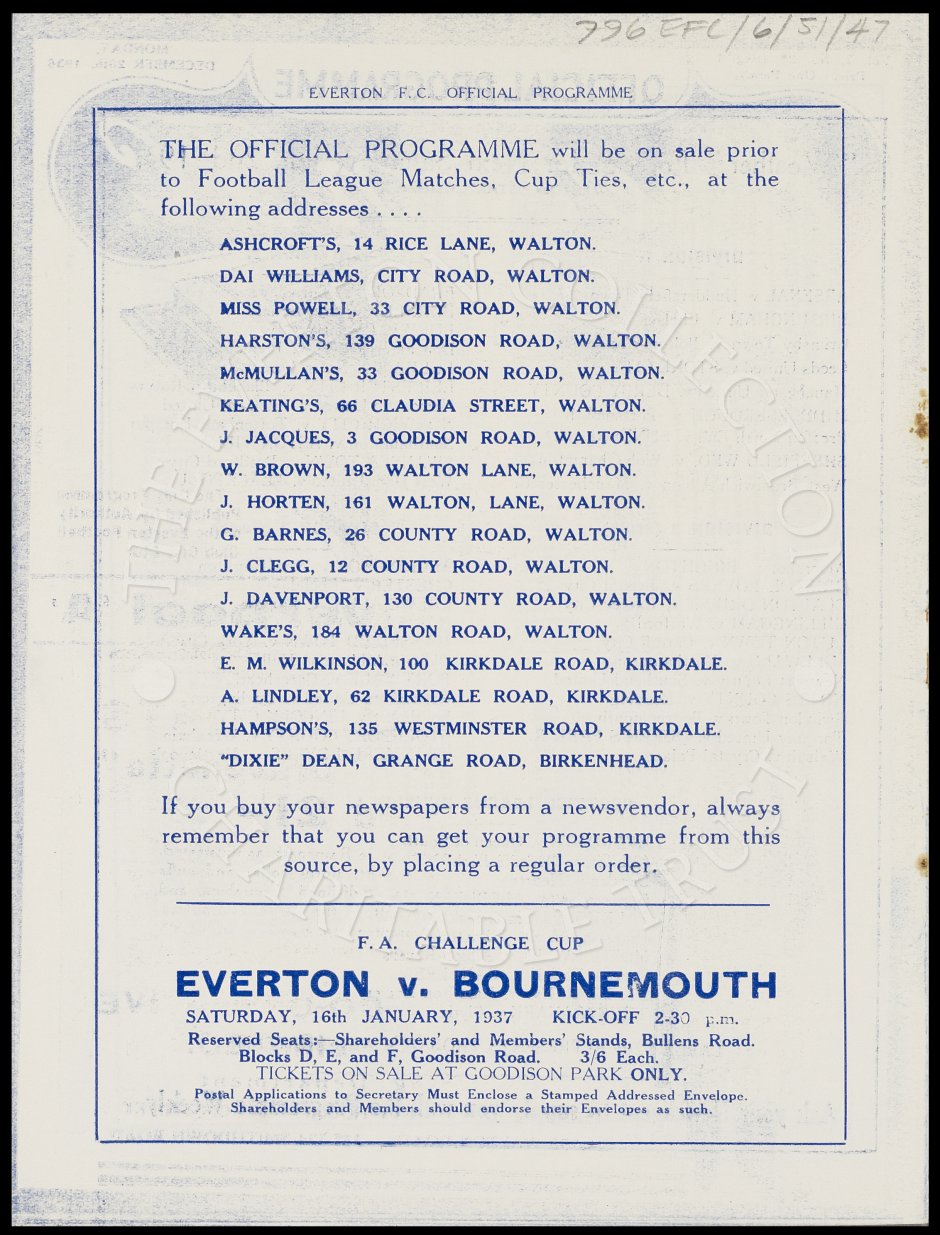 796 EFC/6/51/47
EVERTON F.C. OFFICIAL PROGRAMME
THE OFFICIAL PROGRAMME will be on sale prior
to Football League Matches, Cup Ties, etc., at the
following addresses ....
ASHCROFT'S, 14 RICE LANE, WALTON.
DAI WILLIAMS, CITY ROAD, WALTON.
MISS POWELL, 33 CITY ROAD, WALTON.
HARSTON'S, 139 GOODISON ROAD, WALTON.
McMULLAN'S, 33 GOODISON ROAD, WALTON.
KEATING'S, 66 CLAUDIA STREET, WALTON.
J. JACQUES, 3 GOODISON ROAD, WALTON.
W. BROWN, 193 WALTON LANE, WALTON.
J. HORTEN, 161 WALTON, LANE, WALTON.
G. BARNES, 26 COUNTY ROAD, WALTON.
J. CLEGG, 12 COUNTY ROAD, WALTON.
J. DAVENPORT, 130 COUNTY ROAD, WALTON.
WAKE'S, 184 WALTON ROAD, WALTON.
E. M. WILKINSON, 100 KIRKDALE ROAD, KIRKDALE.
A. LINDLEY, 62 KIRKDALE ROAD, KIRKDALE.
HAMPSON'S, 135 WESTMINSTER ROAD, KIRKDALE.
"DIXIE" DEAN, GRANGE ROAD, BIRKENHEAD.
If you buy your newspapers from a newsvendor, always
remember that you can get your programme from this
source, by placing a regular order.
F. A. CHALLENGE CUP
EVERTON v. BOURNEMOUTH
SATURDAY, 16th JANUARY, 1937 KICK-OFF 2-30 p.m.
Reserved Seats:—Shareholders' and Members' Stands, Bullens Road.
Blocks D, E, and F, Goodison Road. 3/6 Each.
TICKETS ON SALE AT GOODISON PARK ONLY.
Postal Applications to Secretary Must Enclose a Stamped Addressed Envelope.
Shareholders and Members should endorse their Envelopes as such.
THE EVERTON COLLECTION
CHARITABLE TRUST